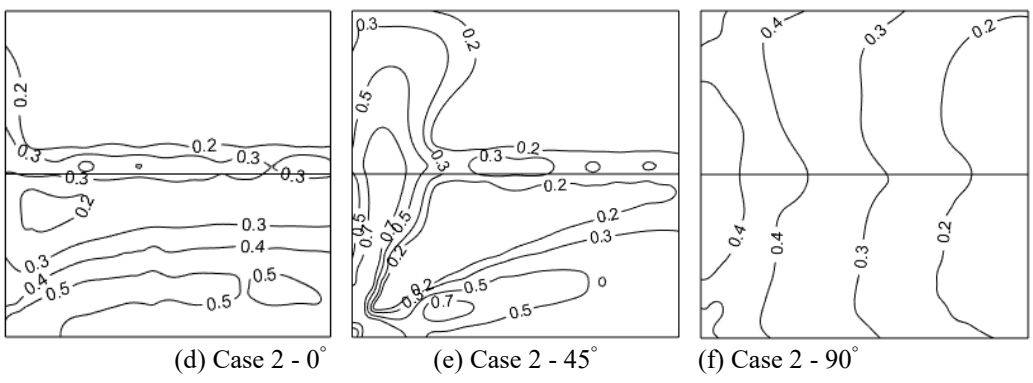 0.2 0.3 0.2 0.3 0.3 0.3 0.2 0.3 0.4 0.5 0.3 0.4 0.5 0.5
0.3 0.2 0.5 0.3 0.2 0.3 0.2 0.5 0.7 0.7 0.5 0.2 0.2 0.3 0.2 0.3 0.5 0.7 0.5
0.4 0.3 0.2 0.4 0.4 0.3 0.2
(d) Case 2 - 0°
(e) Case 2 - 45°
(f) Case 2 - 90°